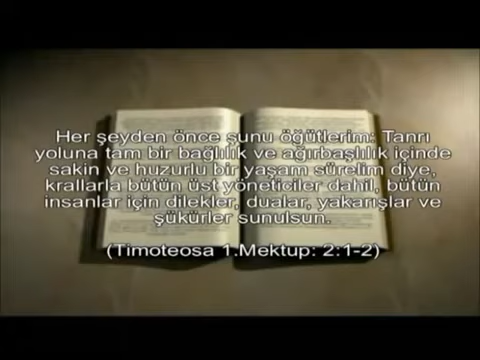 Her şeyden önce şunu öğütlerim: Tanrı
yoluna tam bir bağlılık ve ağırbaşlılık içinde
sakin ve huzurlu bir yaşam sürelim diye,
krallarla bütün üst yöneticiler dahil, bütün
insanlar için dilekler, dualar, yakarışlar ve
şükürler sunulsun.
(Timoteosa 1.Mektup: 2:1-2)